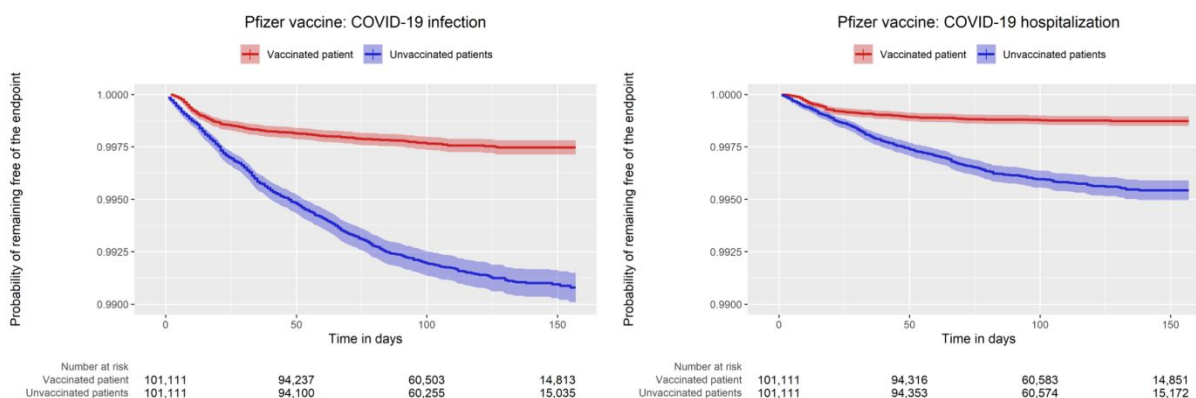 Pfizer vaccine: COVID-19 infection
Vaccinated patient Unvaccinated patients
Probability of remaining free of the endpoint
1.0000
0.9975
0.9950
0.9925
0.9900
0 50 100 150
Time in days
Number at risk
Vaccinated patient 101,111 94,237 60,503 14,813
Unvaccinated patients 101,111 94,100 60,255 15,035
Pfizer vaccine: COVID-19 hospitalization
Vaccinated patient Unvaccinated patients
Probability of remaining free of the endpoint
1.0000
0.9975
0.9950
0.9925
0.9900
0 50 100 150
Time in days
Number at risk
Vaccinated patient 101,111 94,316 60,583 14,851
Unvaccinated patients 101,111 94,353 60,574 15,172